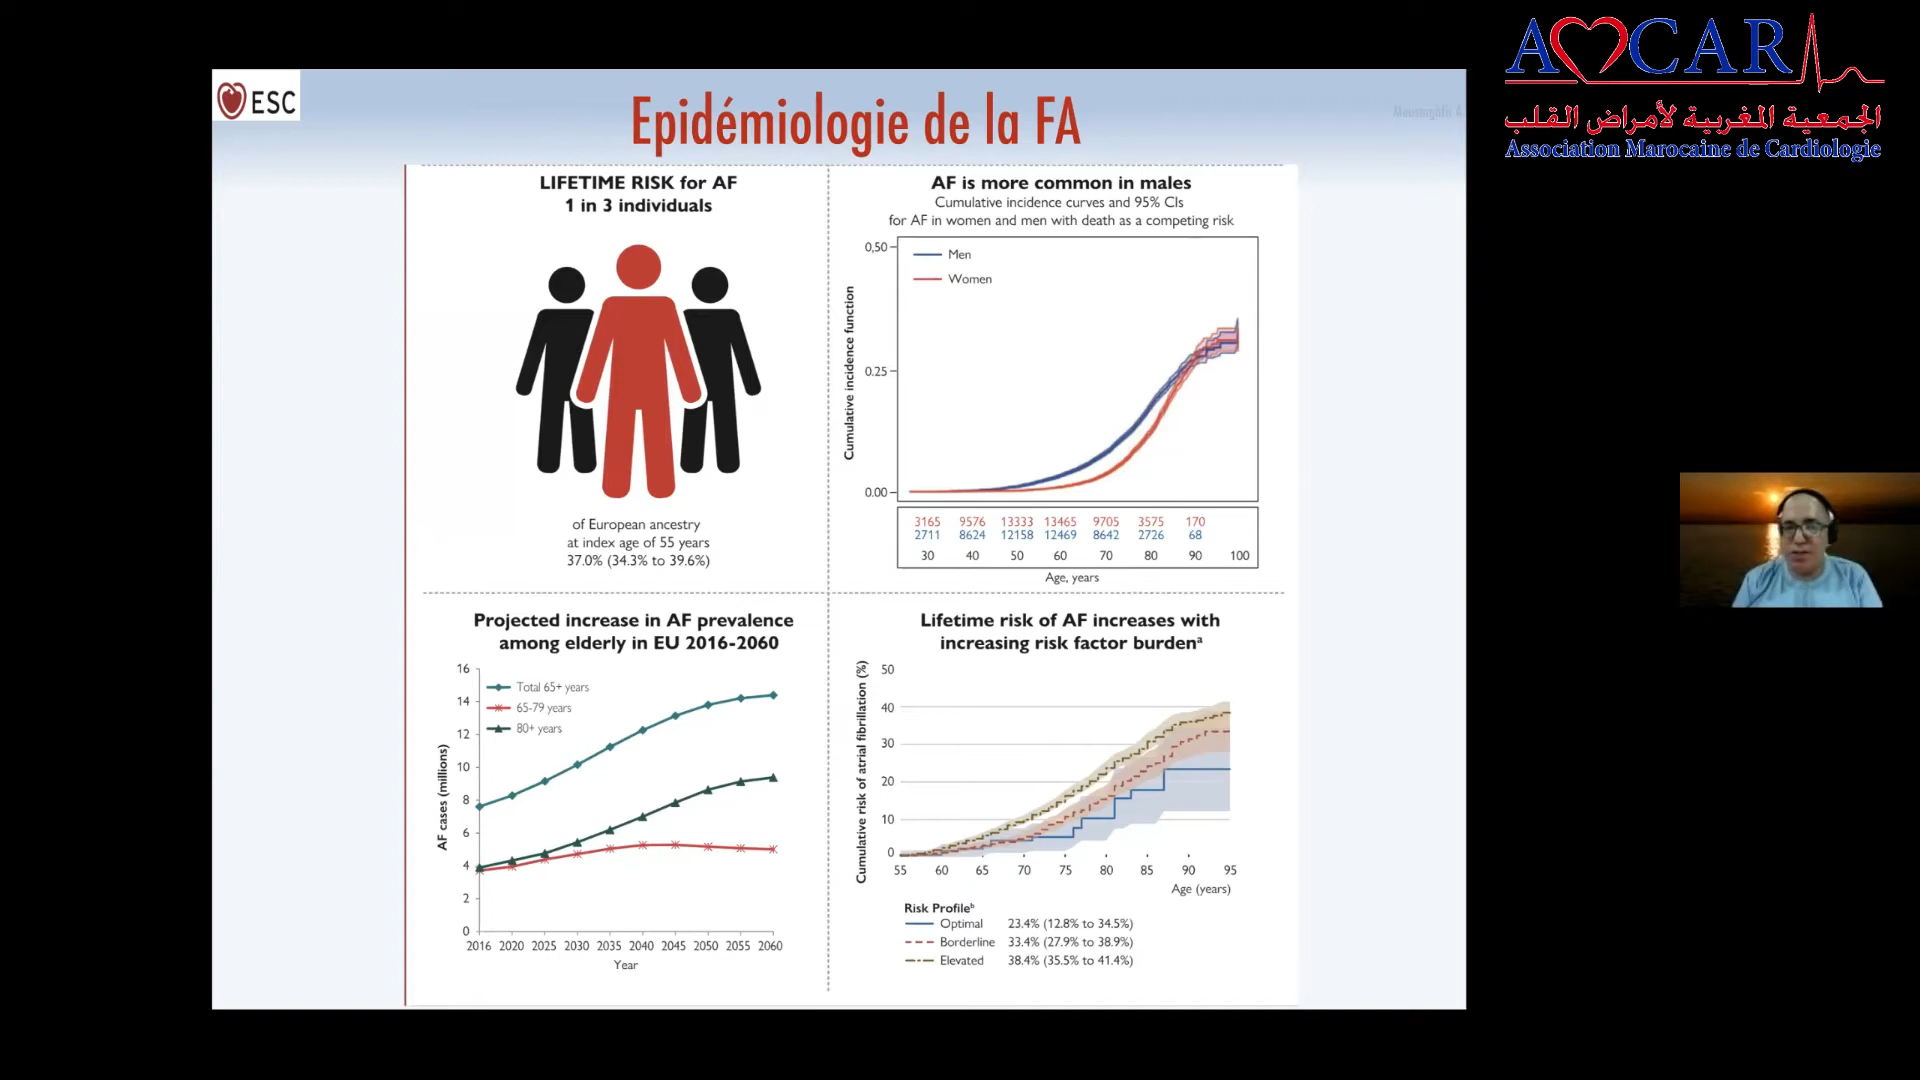 ESC
Epidémiologie de la FA
AMCAR
الجمعية المغربية لأمراض القلب
Association Marocaine de Cardiologie
LIFETIME RISK for AF
1 in 3 individuals
of European ancestry
at index age of 55 years
37.0% (34.3% to 39.6%)
AF is more common in males
Cumulative incidence curves and 95% CIs
for AF in women and men with death as a competing risk
Cumulative incidence function
0,50
0.25
0.00
Men
Women
3165 9576 13333 13465 9705 3575 170
2711 8624 12158 12469 8642 2726 68
30 40 50 60 70 80 90 100
Age, years
Projected increase in AF prevalence
among elderly in EU 2016-2060
AF cases (millions)
16
14
12
10
8
6
4
2
0
Total 65+ years
65-79 years
80+ years
2016 2020 2025 2030 2035 2040 2045 2050 2055 2060
Year
Lifetime risk of AF increases with
increasing risk factor burdenᵃ
Cumulative risk of atrial fibrillation (%)
50
40
30
20
10
0
55 60 65 70 75 80 85 90 95
Age (years)
Risk Profileᵇ
Optimal 23.4% (12.8% to 34.5%)
Borderline 33.4% (27.9% to 38.9%)
Elevated 38.4% (35.5% to 41.4%)